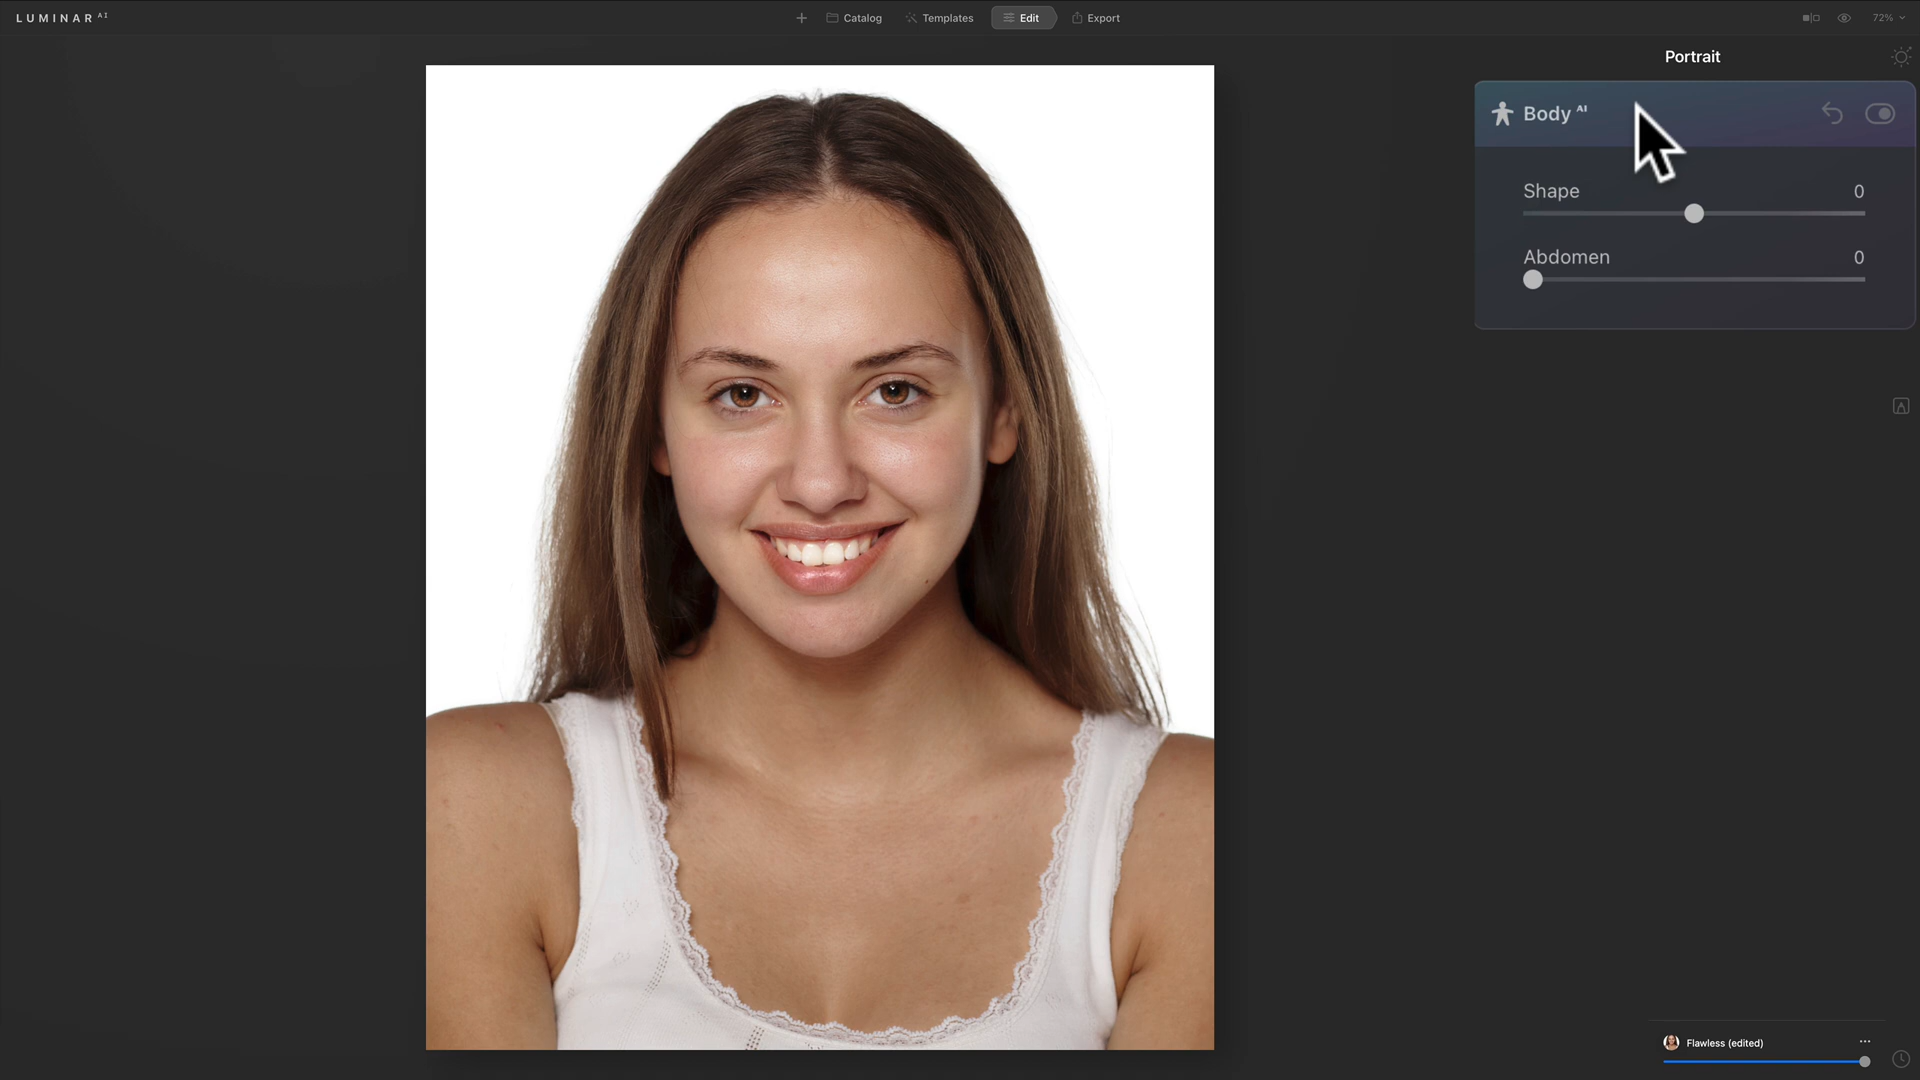 LUMINAR AI
Catalog
Templates
Edit
Export
72%
Portrait
Body AI
Shape 0
Abdomen 0
Flawless (edited)